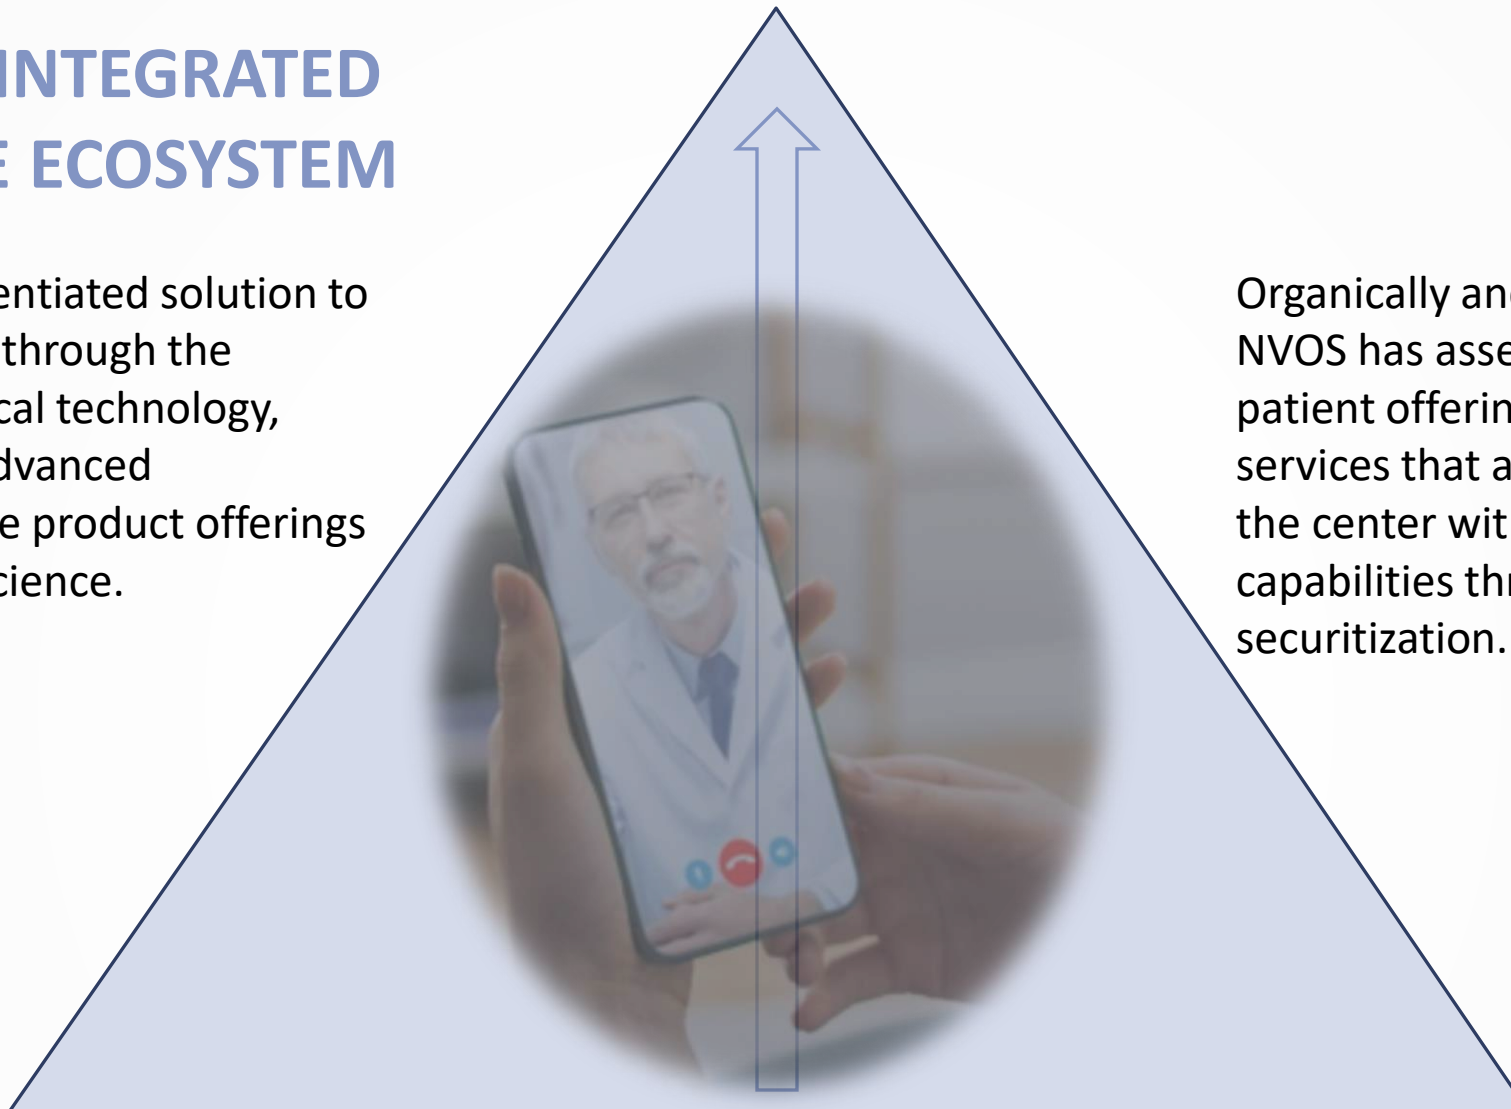 INTEGRATED
E ECOSYSTEM
entiated solution to
through the
cal technology,
dvanced
e product offerings
cience.
Organically an
NVOS has asse
patient offerin
services that a
the center wit
capabilities thr
securitization.